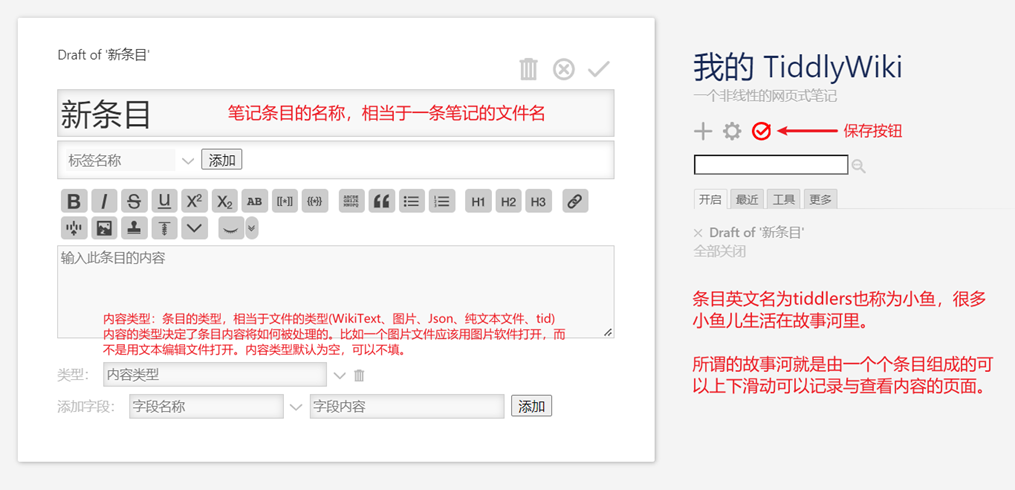 Draft of '新条目'
新条目
笔记条目的名称，相当于一条笔记的文件名
标签名称
添加
B I S U X² X₂ AB [[∗]] {{∗}} H1 H2 H3
输入此条目的内容
内容类型：条目的类型，相当于文件的类型(WikiText、图片、Json、纯文本文件、tid)
内容的类型决定了条目内容将如何被处理的。比如一个图片文件应该用图片软件打开，而
不是用文本编辑文件打开。内容类型默认为空，可以不填。
类型：
内容类型
添加字段：
字段名称
字段内容
添加
我的 TiddlyWiki
一个非线性的网页式笔记
保存按钮
开启 最近 工具 更多
× Draft of '新条目'
全部关闭
条目英文名为tiddlers也称为小鱼，很多
小鱼儿生活在故事河里。
所谓的故事河就是由一个个条目组成的可
以上下滑动可以记录与查看内容的页面。